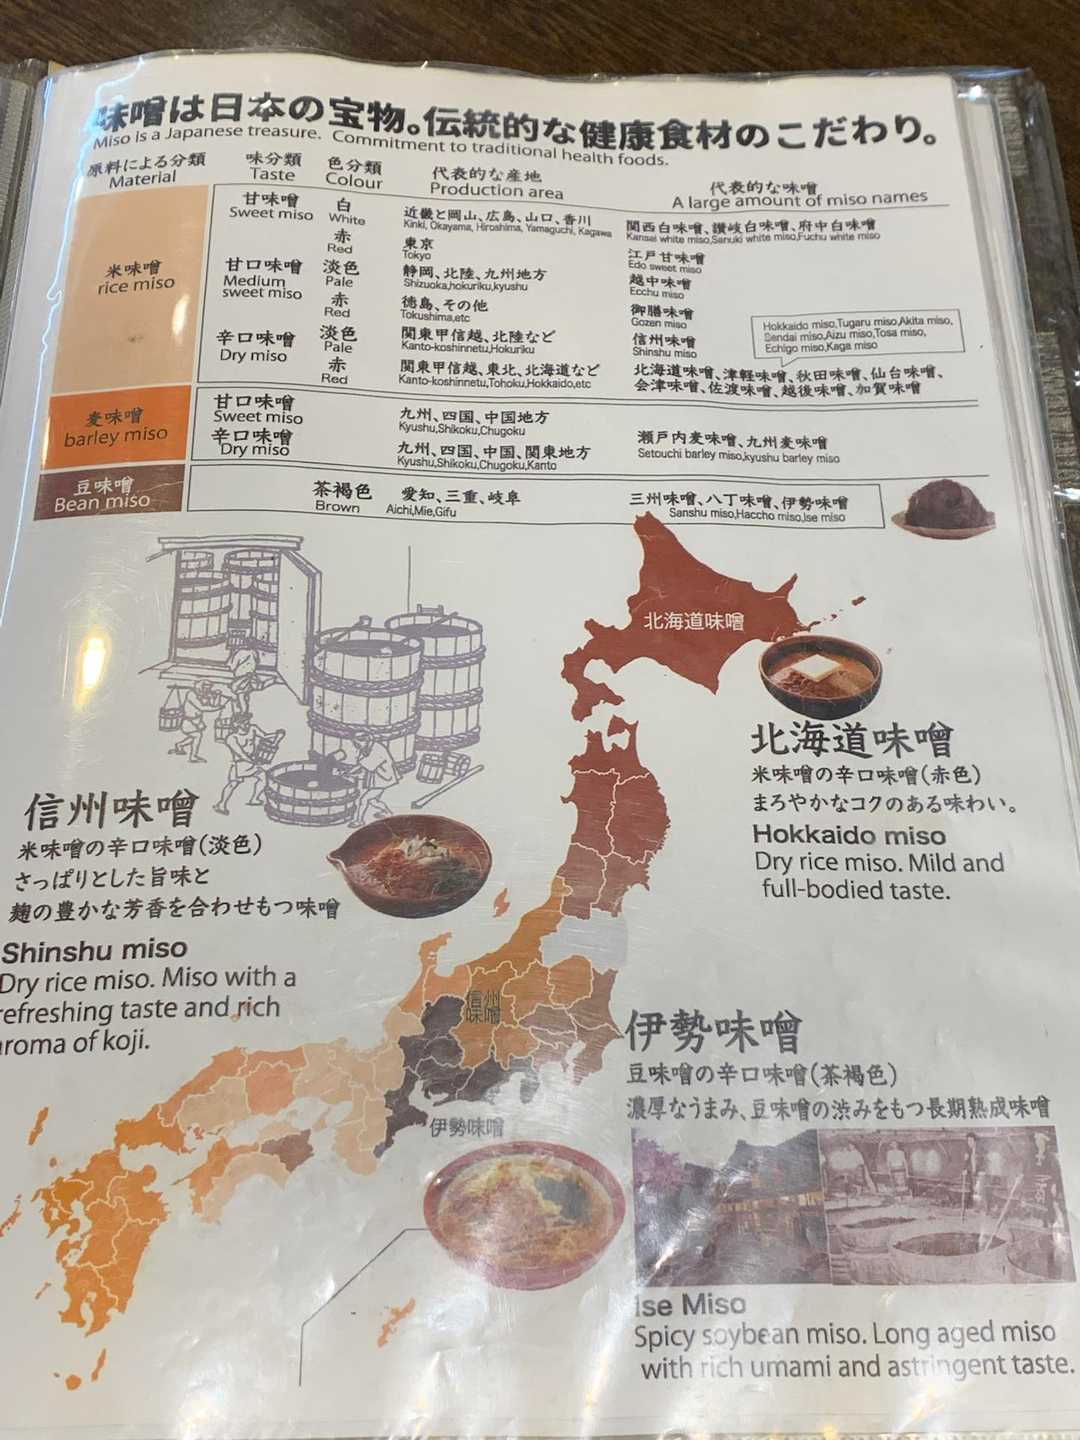 味噌は日本の宝物。伝統的な健康食材のこだわり。
Miso is a Japanese treasure. Commitment to traditional health foods.
原料による分類 味分類 色分類 代表的な産地 代表的な味噌
Material Taste Colour Production area A large amount of miso names
米味噌
rice miso
甘味噌 白 近畿と岡山、広島、山口、香川 関西白味噌、讃岐白味噌、府中白味噌
Sweet miso White Kinki, Okayama, Hiroshima, Yamaguchi, Kagawa Kansai white miso,Sanuki white miso,Fuchu white miso
赤 東京 江戸甘味噌
Red Tokyo Edo sweet miso
甘口味噌 淡色 静岡、北陸、九州地方 越中味噌
Medium sweet miso Pale Shizuoka,hokuriku,kyushu Ecchu miso
赤 徳島、その他 御膳味噌
Red Tokushima,etc Gozen miso
辛口味噌 淡色 関東甲信越、北陸など 信州味噌
Dry miso Pale Kanto-koshinnetu,Hokuriku Shinshu miso
Hokkaido miso,Tugaru miso,Akita miso,
Sendai miso,Aizu miso,Tosa miso,
Echigo miso,Kaga miso
赤 関東甲信越、東北、北海道など 北海道味噌、津軽味噌、秋田味噌、仙台味噌、
Red Kanto-koshinnetu,Tohoku,Hokkaido,etc 会津味噌、佐渡味噌、越後味噌、加賀味噌
麦味噌
barley miso
甘口味噌 九州、四国、中国地方
Sweet miso Kyushu,Shikoku,Chugoku
辛口味噌 九州、四国、中国、関東地方 瀬戸内麦味噌、九州麦味噌
Dry miso Kyushu,Shikoku,Chugoku,Kanto Setouchi barley miso,kyushu barley miso
豆味噌
Bean miso
茶褐色 愛知、三重、岐阜 三州味噌、八丁味噌、伊勢味噌
Brown Aichi,Mie,Gifu Sanshu miso,Haccho miso,Ise miso
北海道味噌
北海道味噌
米味噌の辛口味噌(赤色)
まろやかなコクのある味わい。
Hokkaido miso
Dry rice miso. Mild and
full-bodied taste.
信州味噌
米味噌の辛口味噌(淡色)
さっぱりとした旨味と
麹の豊かな芳香を合わせもつ味噌
Shinshu miso
Dry rice miso. Miso with a
refreshing taste and rich
aroma of koji.
信州味噌
伊勢味噌
伊勢味噌
豆味噌の辛口味噌(茶褐色)
濃厚なうまみ、豆味噌の渋みをもつ長期熟成味噌
Ise Miso
Spicy soybean miso. Long aged miso
with rich umami and astringent taste.